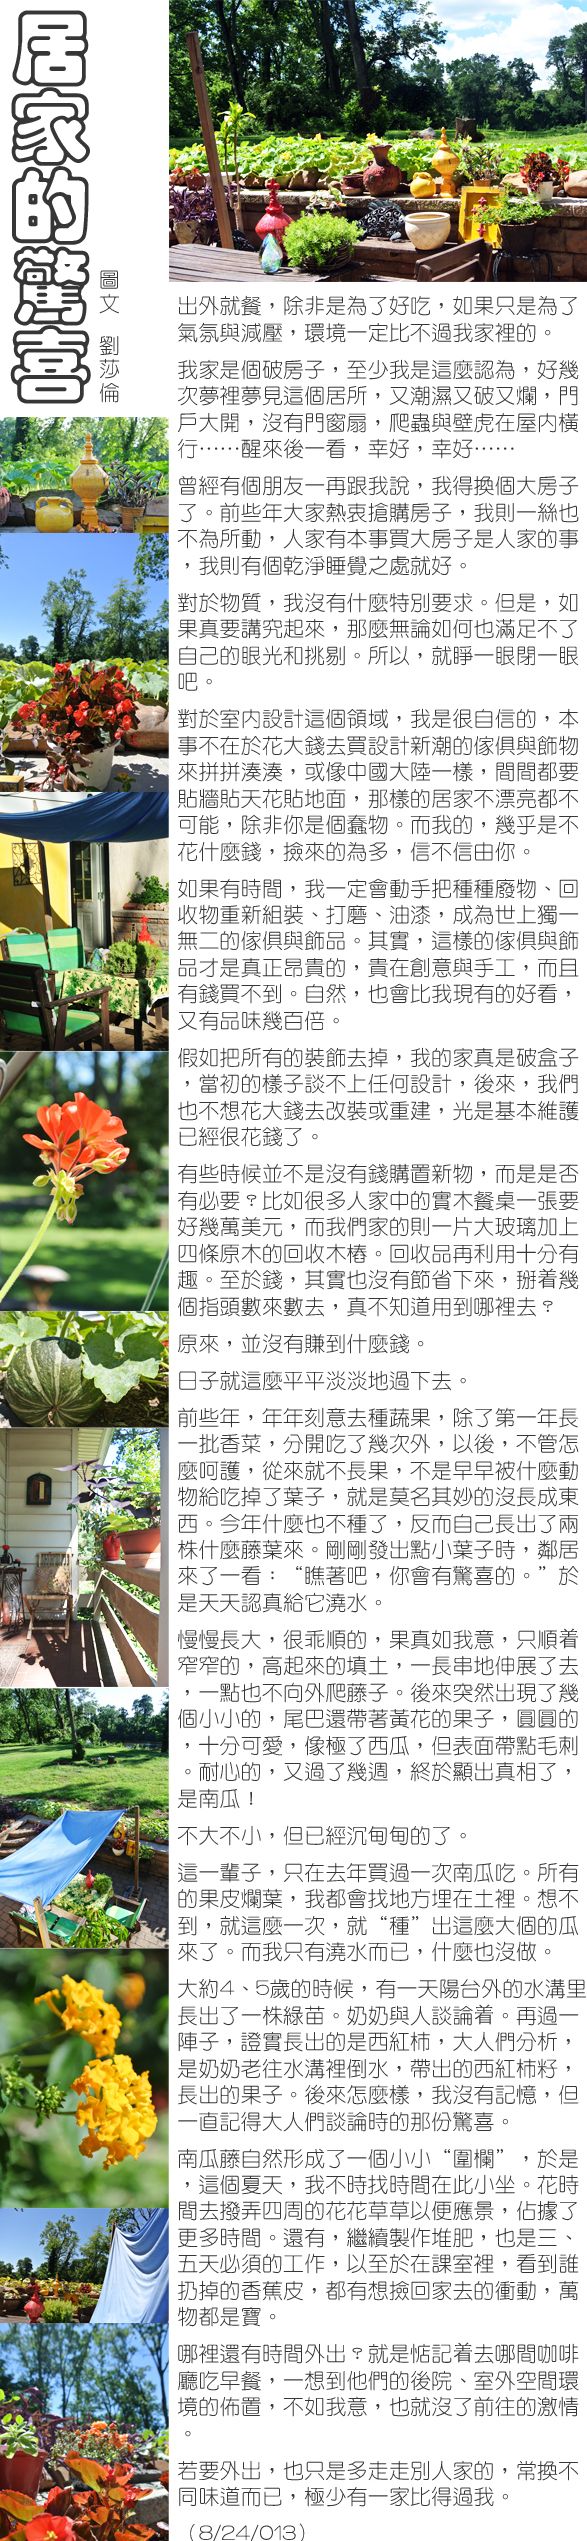 居家的驚喜
圖文 劉莎倫
出外就餐，除非是為了好吃，如果只是為了
氣氛與減壓，環境一定比不過我家裡的。
我家是個破房子，至少我是這麼認為，好幾
次夢裡夢見這個居所，又潮濕又破又爛，門
戶大開，沒有門窗扇，爬蟲與壁虎在屋內橫
行……醒來後一看，幸好，幸好……
曾經有個朋友一再跟我說，我得換個大房子
了。前些年大家熱衷搶購房子，我則一絲也
不為所動，人家有本事買大房子是人家的事
，我則有個乾淨睡覺之處就好。
對於物質，我沒有什麼特別要求。但是，如
果真要講究起來，那麼無論如何也滿足不了
自己的眼光和挑剔。所以，就睜一眼閉一眼
吧。
對於室內設計這個領域，我是很自信的，本
事不在於花大錢去買設計新潮的傢俱與飾物
來拼拼湊湊，或像中國大陸一樣，間間都要
貼牆貼天花貼地面，那樣的居家不漂亮都不
可能，除非你是個蠢物。而我的，幾乎是不
花什麼錢，撿來的為多，信不信由你。
如果有時間，我一定會動手把種種廢物、回
收物重新組裝、打磨、油漆，成為世上獨一
無二的傢俱與飾品。其實，這樣的傢俱與飾
品才是真正昂貴的，貴在創意與手工，而且
有錢買不到。自然，也會比我現有的好看，
又有品味幾百倍。
假如把所有的裝飾去掉，我的家真是破盒子
，當初的樣子談不上任何設計，後來，我們
也不想花大錢去改裝或重建，光是基本維護
已經很花錢了。
有些時候並不是沒有錢購置新物，而是是否
有必要？比如很多人家中的實木餐桌一張要
好幾萬美元，而我們家的則一片大玻璃加上
四條原木的回收木樁。回收品再利用十分有
趣。至於錢，其實也沒有節省下來，掰着幾
個指頭數來數去，真不知道用到哪裡去？
原來，並沒有賺到什麼錢。
日子就這麼平平淡淡地過下去。
前些年，年年刻意去種蔬果，除了第一年長
一批香菜，分開吃了幾次外，以後，不管怎
麼呵護，從來就不長果，不是早早被什麼動
物給吃掉了葉子，就是莫名其妙的沒長成東
西。今年什麼也不種了，反而自己長出了兩
株什麼藤葉來。剛剛發出點小葉子時，鄰居
來了一看：“瞧著吧，你會有驚喜的。”於
是天天認真給它澆水。
慢慢長大，很乖順的，果真如我意，只順着
窄窄的，高起來的填土，一長串地伸展了去
，一點也不向外爬藤子。後來突然出現了幾
個小小的，尾巴還帶著黃花的果子，圓圓的
，十分可愛，像極了西瓜，但表面帶點毛刺
。耐心的，又過了幾週，終於顯出真相了，
是南瓜！
不大不小，但已經沉甸甸的了。
這一輩子，只在去年買過一次南瓜吃。所有
的果皮爛葉，我都會找地方埋在土裡。想不
到，就這麼一次，就“種”出這麼大個的瓜
來了。而我只有澆水而已，什麼也沒做。
大約4、5歲的時候，有一天陽台外的水溝里
長出了一株綠苗。奶奶與人談論着。再過一
陣子，證實長出的是西紅柿，大人們分析，
是奶奶老往水溝裡倒水，帶出的西紅柿籽，
長出的果子。後來怎麼樣，我沒有記憶，但
一直記得大人們談論時的那份驚喜。
南瓜藤自然形成了一個小小“圍欄”，於是
，這個夏天，我不時找時間在此小坐。花時
間去撥弄四周的花花草草以便應景，佔據了
更多時間。還有，繼續製作堆肥，也是三、
五天必須的工作，以至於在課室裡，看到誰
扔掉的香蕉皮，都有想撿回家去的衝動，萬
物都是寶。
哪裡還有時間外出？就是惦記着去哪間咖啡
廳吃早餐，一想到他們的後院、室外空間環
境的佈置，不如我意，也就沒了前往的激情
。
若要外出，也只是多走走別人家的，常換不
同味道而已，極少有一家比得過我。
（8/24/013）